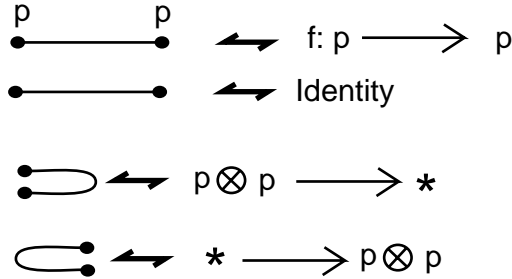 p p
f: p ⟶ p
Identity
p ⊗ p ⟶ *
* ⟶ p ⊗ p